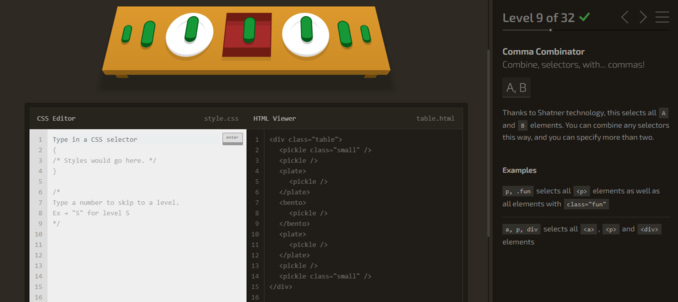 Level 9 of 32
Comma Combinator
Combine, selectors, with... commas!
A, B
Thanks to Shatner technology, this selects all A
and B elements. You can combine any selectors
this way, and you can specify more than two.
Examples
p, .fun selects all <p> elements as well as
all elements with class="fun"
a, p, div selects all <a>, <p> and <div>
elements
CSS Editor style.css
1 Type in a CSS selector enter
2 {
3 /* Styles would go here. */
4 }
5
6 /*
7 Type a number to skip to a level.
8 Ex → "5" for level 5
9 */
10
11
12
13
14
15
16
HTML Viewer table.html
1 <div class="table">
2 <pickle class="small" />
3 <pickle />
4 <plate>
5 <pickle />
6 </plate>
7 <bento>
8 <pickle />
9 </bento>
10 <plate>
11 <pickle />
12 </plate>
13 <pickle />
14 <pickle class="small" />
15 </div>
16